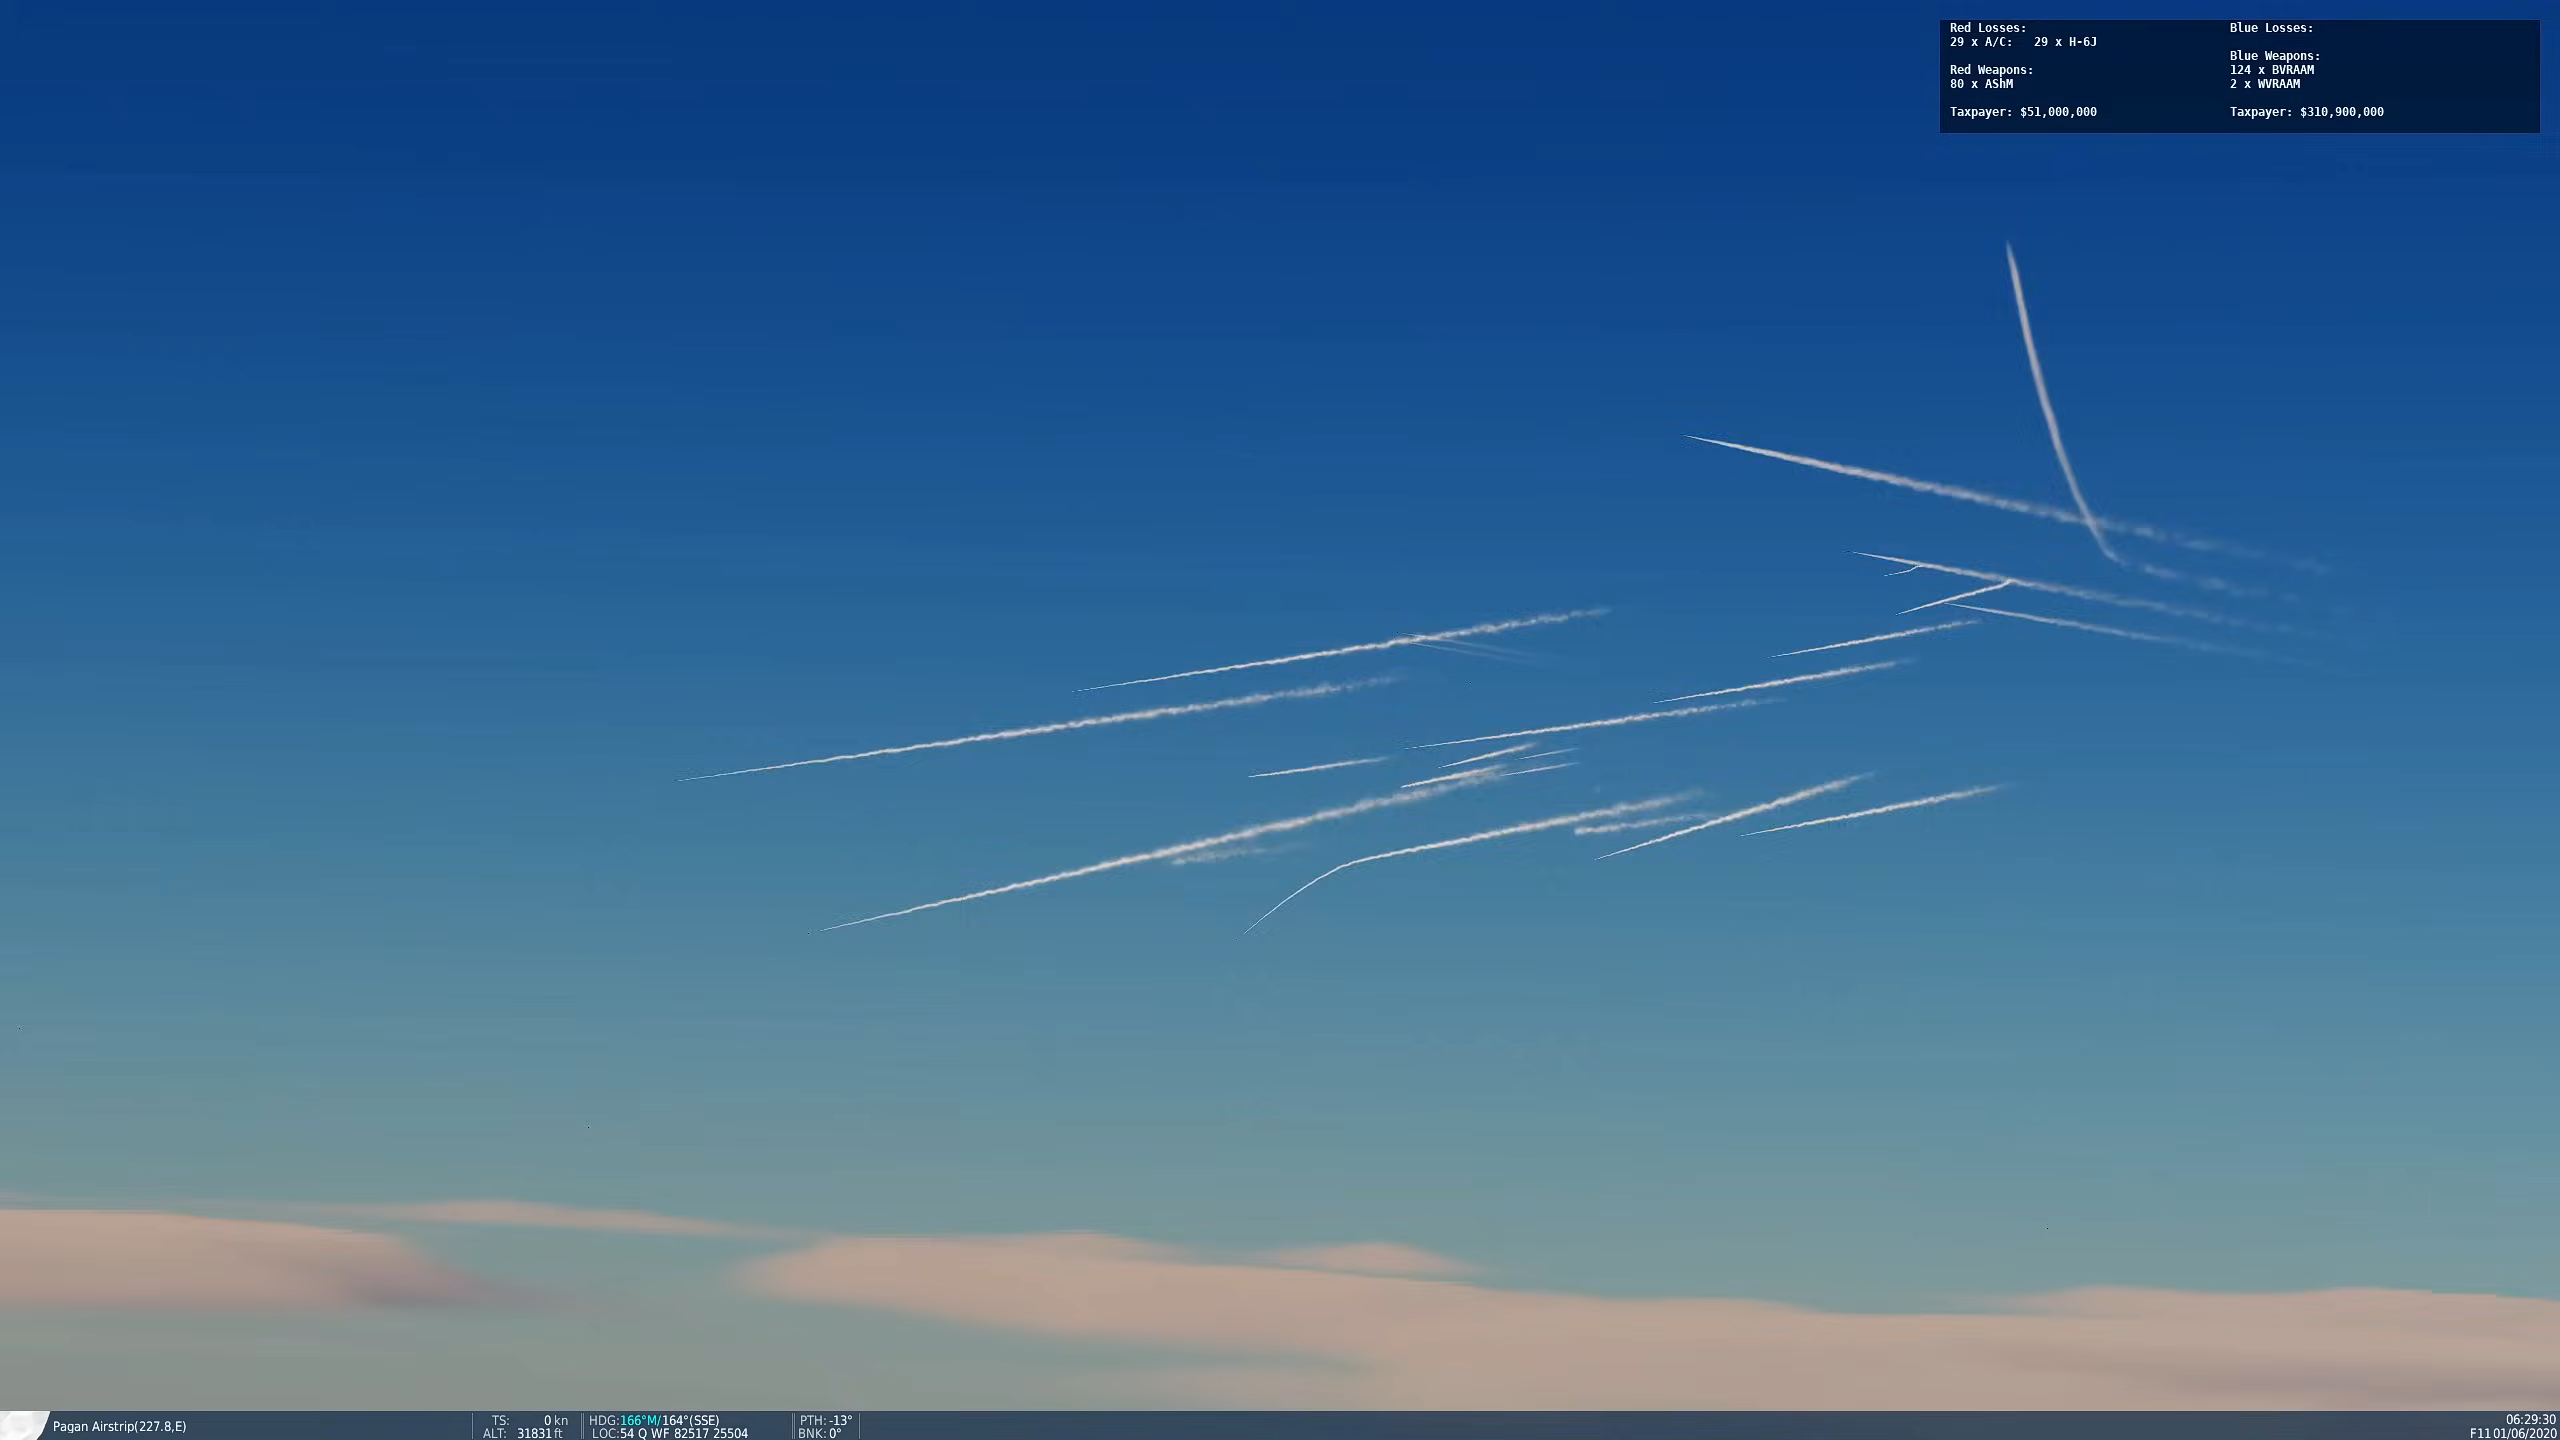 Red Losses:
29 x A/C:   29 x H-6J
Red Weapons:
80 x AShM
Taxpayer: $51,000,000
Blue Losses:
Blue Weapons:
124 x BVRAAM
2 x WVRAAM
Taxpayer: $310,900,000
Pagan Airstrip(227.8,E)
TS: 0 kn
ALT: 31831 ft
HDG:166°M/164°(SSE)
LOC:54 Q WF 82517 25504
PTH: -13°
BNK: 0°
06:29:30
F11 01/06/2020